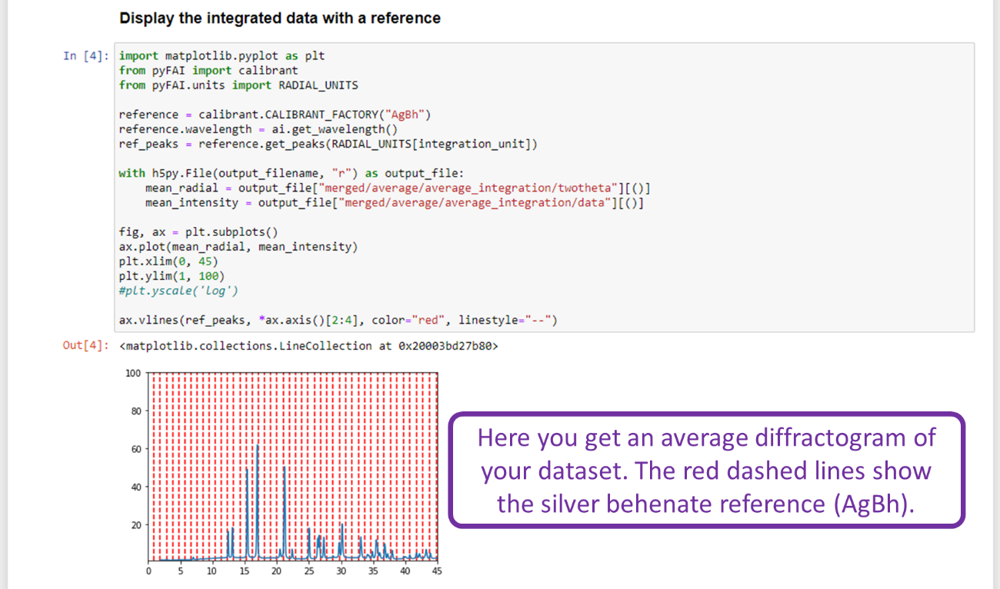 Display the integrated data with a reference
In [4]: import matplotlib.pyplot as plt
from pyFAI import calibrant
from pyFAI.units import RADIAL_UNITS
reference = calibrant.CALIBRANT_FACTORY("AgBh")
reference.wavelength = ai.get_wavelength()
ref_peaks = reference.get_peaks(RADIAL_UNITS[integration_unit])
with h5py.File(output_filename, "r") as output_file:
    mean_radial = output_file["merged/average/average_integration/twotheta"][()]
    mean_intensity = output_file["merged/average/average_integration/data"][()]
fig, ax = plt.subplots()
ax.plot(mean_radial, mean_intensity)
plt.xlim(0, 45)
plt.ylim(1, 100)
#plt.yscale('log')
ax.vlines(ref_peaks, *ax.axis()[2:4], color="red", linestyle="--")
Out[4]: <matplotlib.collections.LineCollection at 0x20003bd27b80>
100
80
60
40
20
0 5 10 15 20 25 30 35 40 45
Here you get an average diffractogram of
your dataset. The red dashed lines show
the silver behenate reference (AgBh).